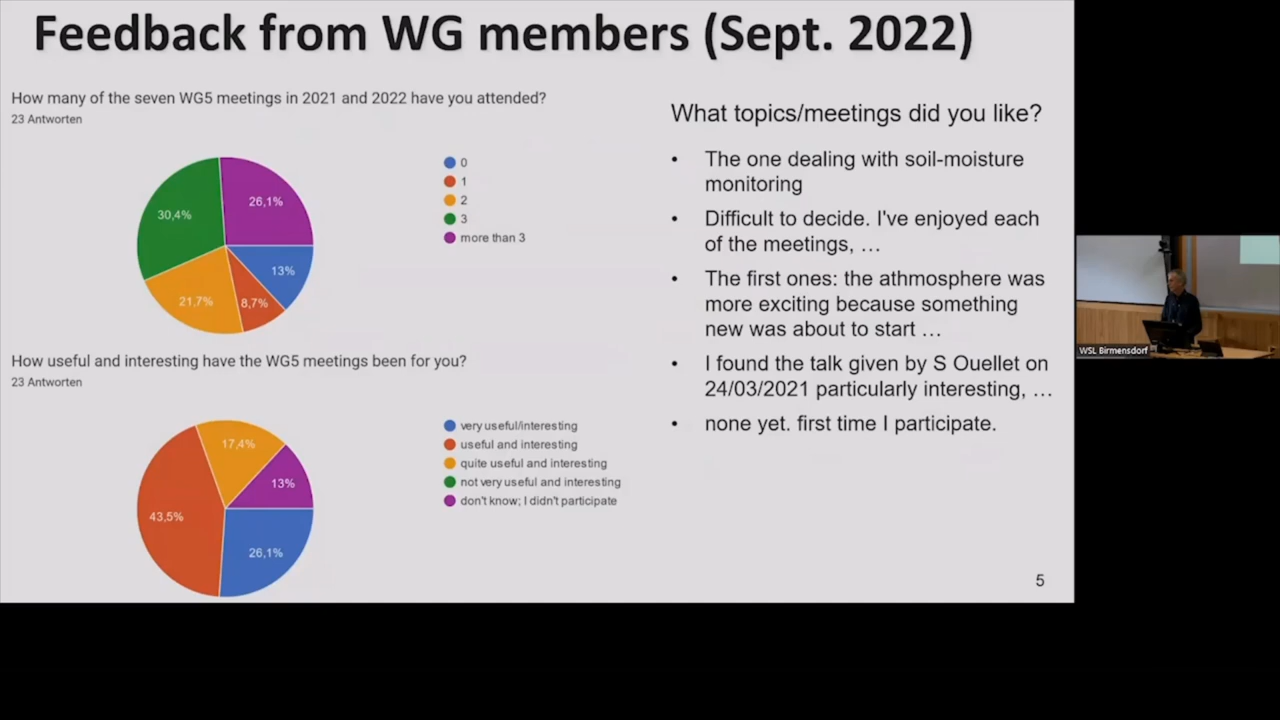 Feedback from WG members (Sept. 2022)
How many of the seven WG5 meetings in 2021 and 2022 have you attended?
23 Antworten
30,4%
26,1%
13%
8,7%
21,7%
0
1
2
3
more than 3
How useful and interesting have the WG5 meetings been for you?
23 Antworten
17,4%
13%
43,5%
26,1%
very useful/interesting
useful and interesting
quite useful and interesting
not very useful and interesting
don't know; I didn't participate
What topics/meetings did you like?
• The one dealing with soil-moisture
monitoring
• Difficult to decide. I've enjoyed each
of the meetings, …
• The first ones: the athmosphere was
more exciting because something
new was about to start …
• I found the talk given by S Ouellet on
24/03/2021 particularly interesting, …
• none yet. first time I participate.
5
WSL Birmensdorf